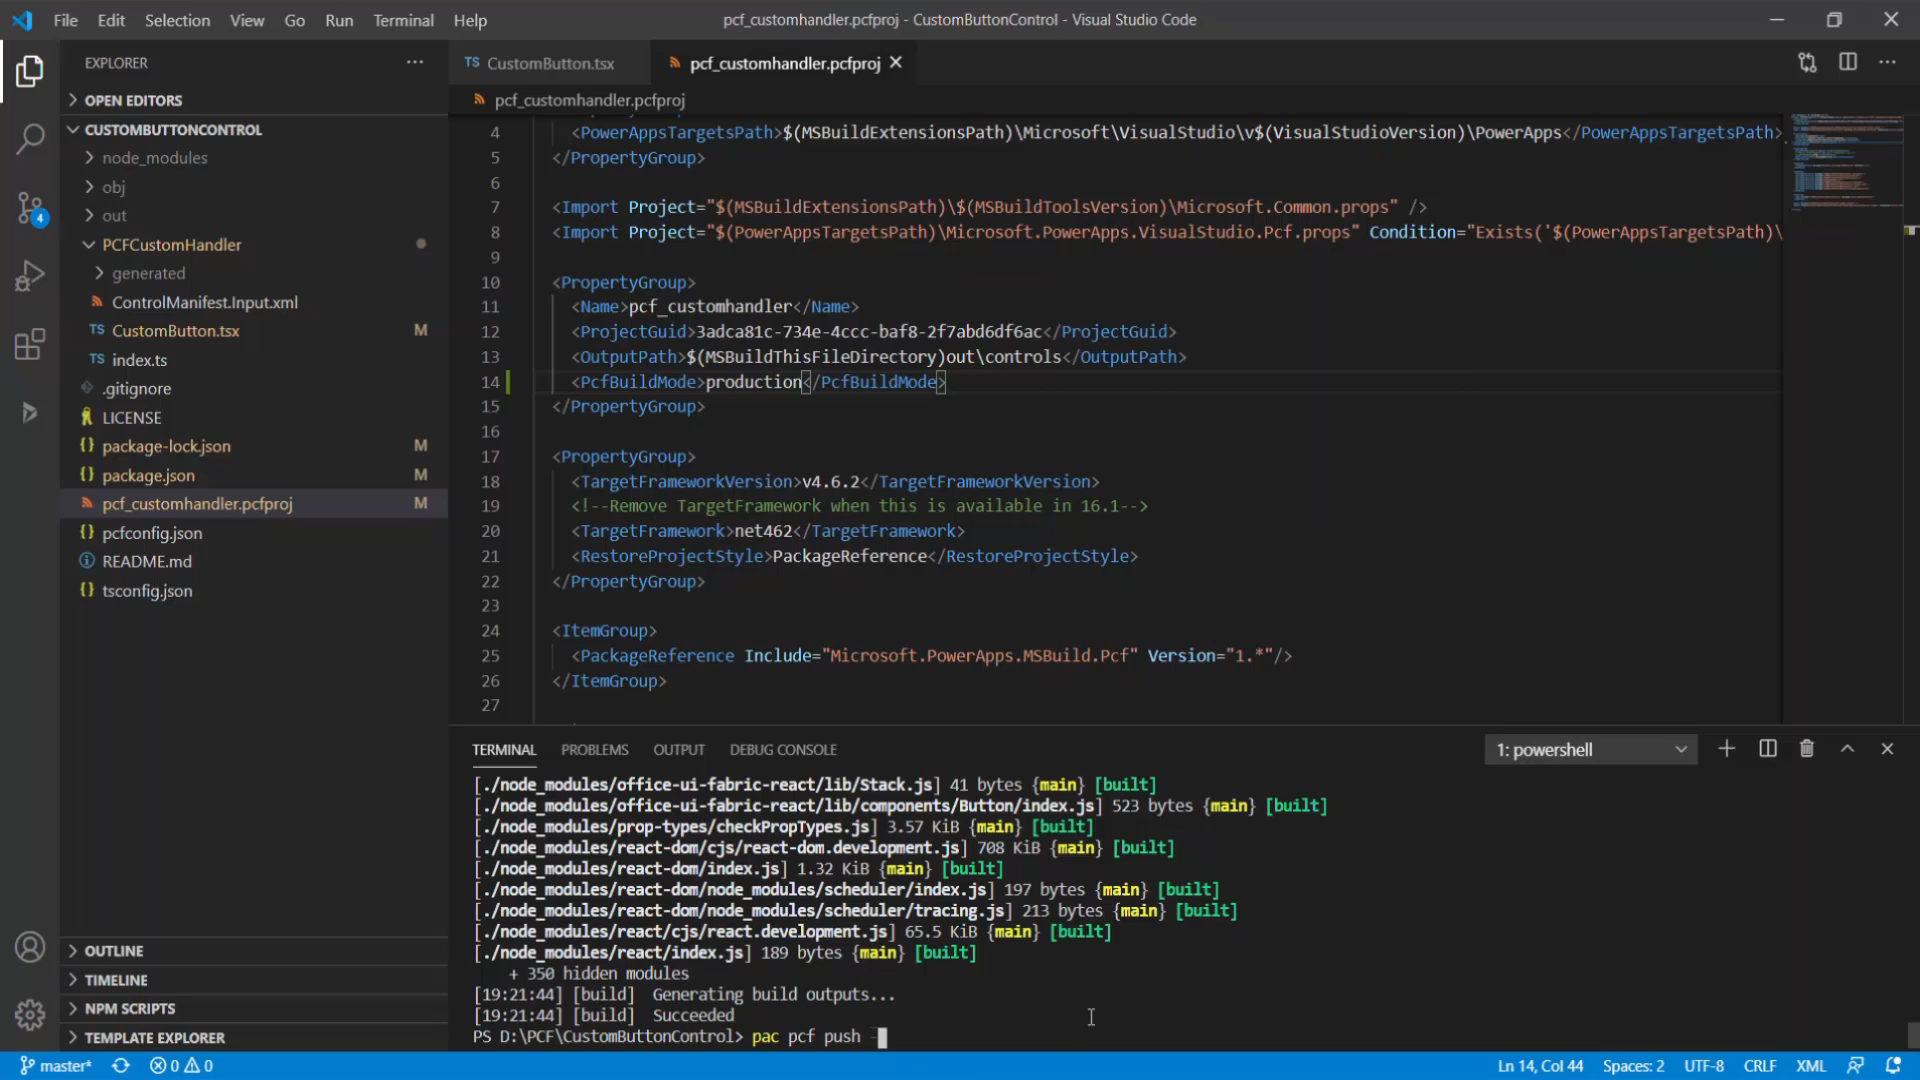 File Edit Selection View Go Run Terminal Help
pcf_customhandler.pcfproj - CustomButtonControl - Visual Studio Code
EXPLORER
OPEN EDITORS
CUSTOMBUTTONCONTROL
node_modules
obj
out
PCFCustomHandler
generated
ControlManifest.Input.xml
TS CustomButton.tsx M
TS index.ts
.gitignore
LICENSE
{} package-lock.json M
{} package.json M
pcf_customhandler.pcfproj M
{} pcfconfig.json
README.md
{} tsconfig.json
OUTLINE
TIMELINE
NPM SCRIPTS
TEMPLATE EXPLORER
4
TS CustomButton.tsx
pcf_customhandler.pcfproj
pcf_customhandler.pcfproj
4 <PowerAppsTargetsPath>$(MSBuildExtensionsPath)\Microsoft\VisualStudio\v$(VisualStudioVersion)\PowerApps</PowerAppsTargetsPath>
5 </PropertyGroup>
6
7 <Import Project="$(MSBuildExtensionsPath)\$(MSBuildToolsVersion)\Microsoft.Common.props" />
8 <Import Project="$(PowerAppsTargetsPath)\Microsoft.PowerApps.VisualStudio.Pcf.props" Condition="Exists('$(PowerAppsTargetsPath)\
9
10 <PropertyGroup>
11 <Name>pcf_customhandler</Name>
12 <ProjectGuid>3adca81c-734e-4ccc-baf8-2f7abd6df6ac</ProjectGuid>
13 <OutputPath>$(MSBuildThisFileDirectory)out\controls</OutputPath>
14 <PcfBuildMode>production</PcfBuildMode>
15 </PropertyGroup>
16
17 <PropertyGroup>
18 <TargetFrameworkVersion>v4.6.2</TargetFrameworkVersion>
19 <!--Remove TargetFramework when this is available in 16.1-->
20 <TargetFramework>net462</TargetFramework>
21 <RestoreProjectStyle>PackageReference</RestoreProjectStyle>
22 </PropertyGroup>
23
24 <ItemGroup>
25 <PackageReference Include="Microsoft.PowerApps.MSBuild.Pcf" Version="1.*"/>
26 </ItemGroup>
27
TERMINAL PROBLEMS OUTPUT DEBUG CONSOLE
1: powershell
[./node_modules/office-ui-fabric-react/lib/Stack.js] 41 bytes {main} [built]
[./node_modules/office-ui-fabric-react/lib/components/Button/index.js] 523 bytes {main} [built]
[./node_modules/prop-types/checkPropTypes.js] 3.57 KiB {main} [built]
[./node_modules/react-dom/cjs/react-dom.development.js] 708 KiB {main} [built]
[./node_modules/react-dom/index.js] 1.32 KiB {main} [built]
[./node_modules/react-dom/node_modules/scheduler/index.js] 197 bytes {main} [built]
[./node_modules/react-dom/node_modules/scheduler/tracing.js] 213 bytes {main} [built]
[./node_modules/react/cjs/react.development.js] 65.5 KiB {main} [built]
[./node_modules/react/index.js] 189 bytes {main} [built]
+ 350 hidden modules
[19:21:44] [build] Generating build outputs...
[19:21:44] [build] Succeeded
PS D:\PCF\CustomButtonControl> pac pcf push -
master* 0 0
Ln 14, Col 44 Spaces: 2 UTF-8 CRLF XML